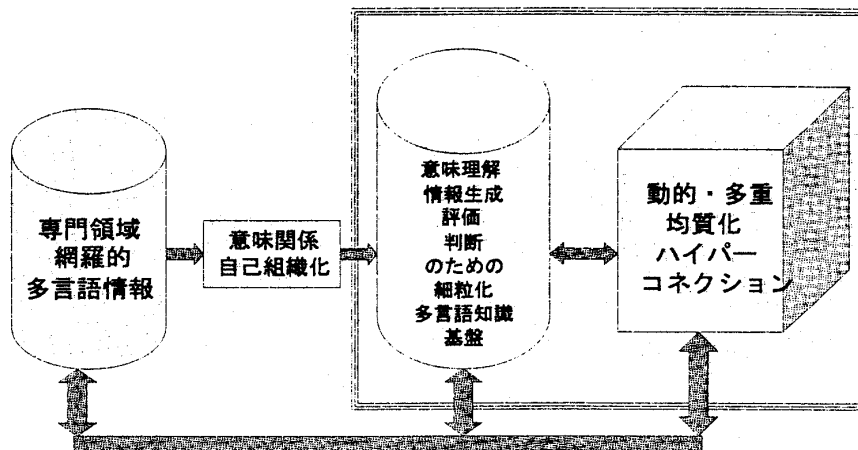 専門領域
網羅的
多言語情報
意味関係
自己組織化
意味理解
情報生成
評価
判断
のための
細粒化
多言語知識
基盤
動的・多重
均質化
ハイパー
コネクション